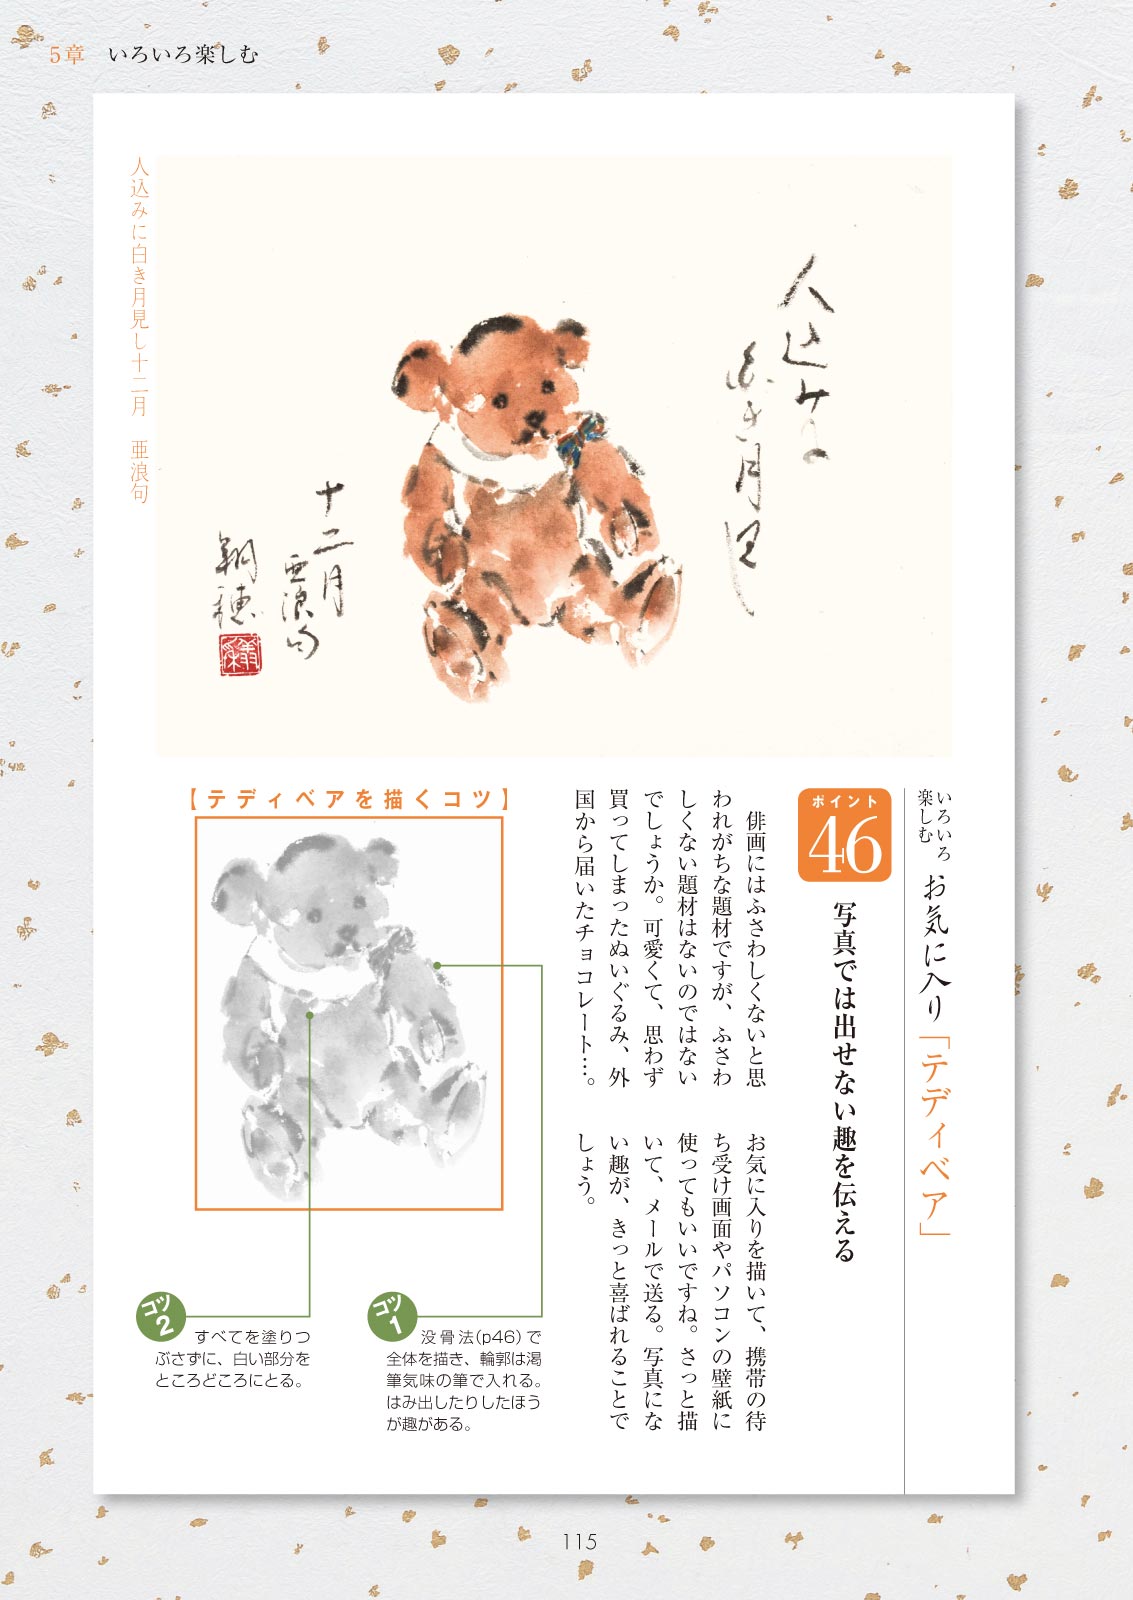 5章 いろいろ楽しむ
人込みに白き月見し十二月 亜浪句
人込みに
白き月見し
十二月
亜浪句
翔穂
いろいろ
楽しむ
お気に入り「テディベア」
ポイント
46
写真では出せない趣を伝える
俳画にはふさわしくないと思
われがちな題材ですが、ふさわ
しくない題材はないのではない
でしょうか。可愛くて、思わず
買ってしまったぬいぐるみ、外
国から届いたチョコレート…。
お気に入りを描いて、携帯の待
ち受け画面やパソコンの壁紙に
使ってもいいですね。さっと描
いて、メールで送る。写真にな
い趣が、きっと喜ばれることで
しょう。
【テディベアを描くコツ】
コツ
1
没骨法(p46)で
全体を描き、輪郭は渇
筆気味の筆で入れる。
はみ出したりしたほう
が趣がある。
コツ
2
すべてを塗りつ
ぶさずに、白い部分を
ところどころにとる。
115